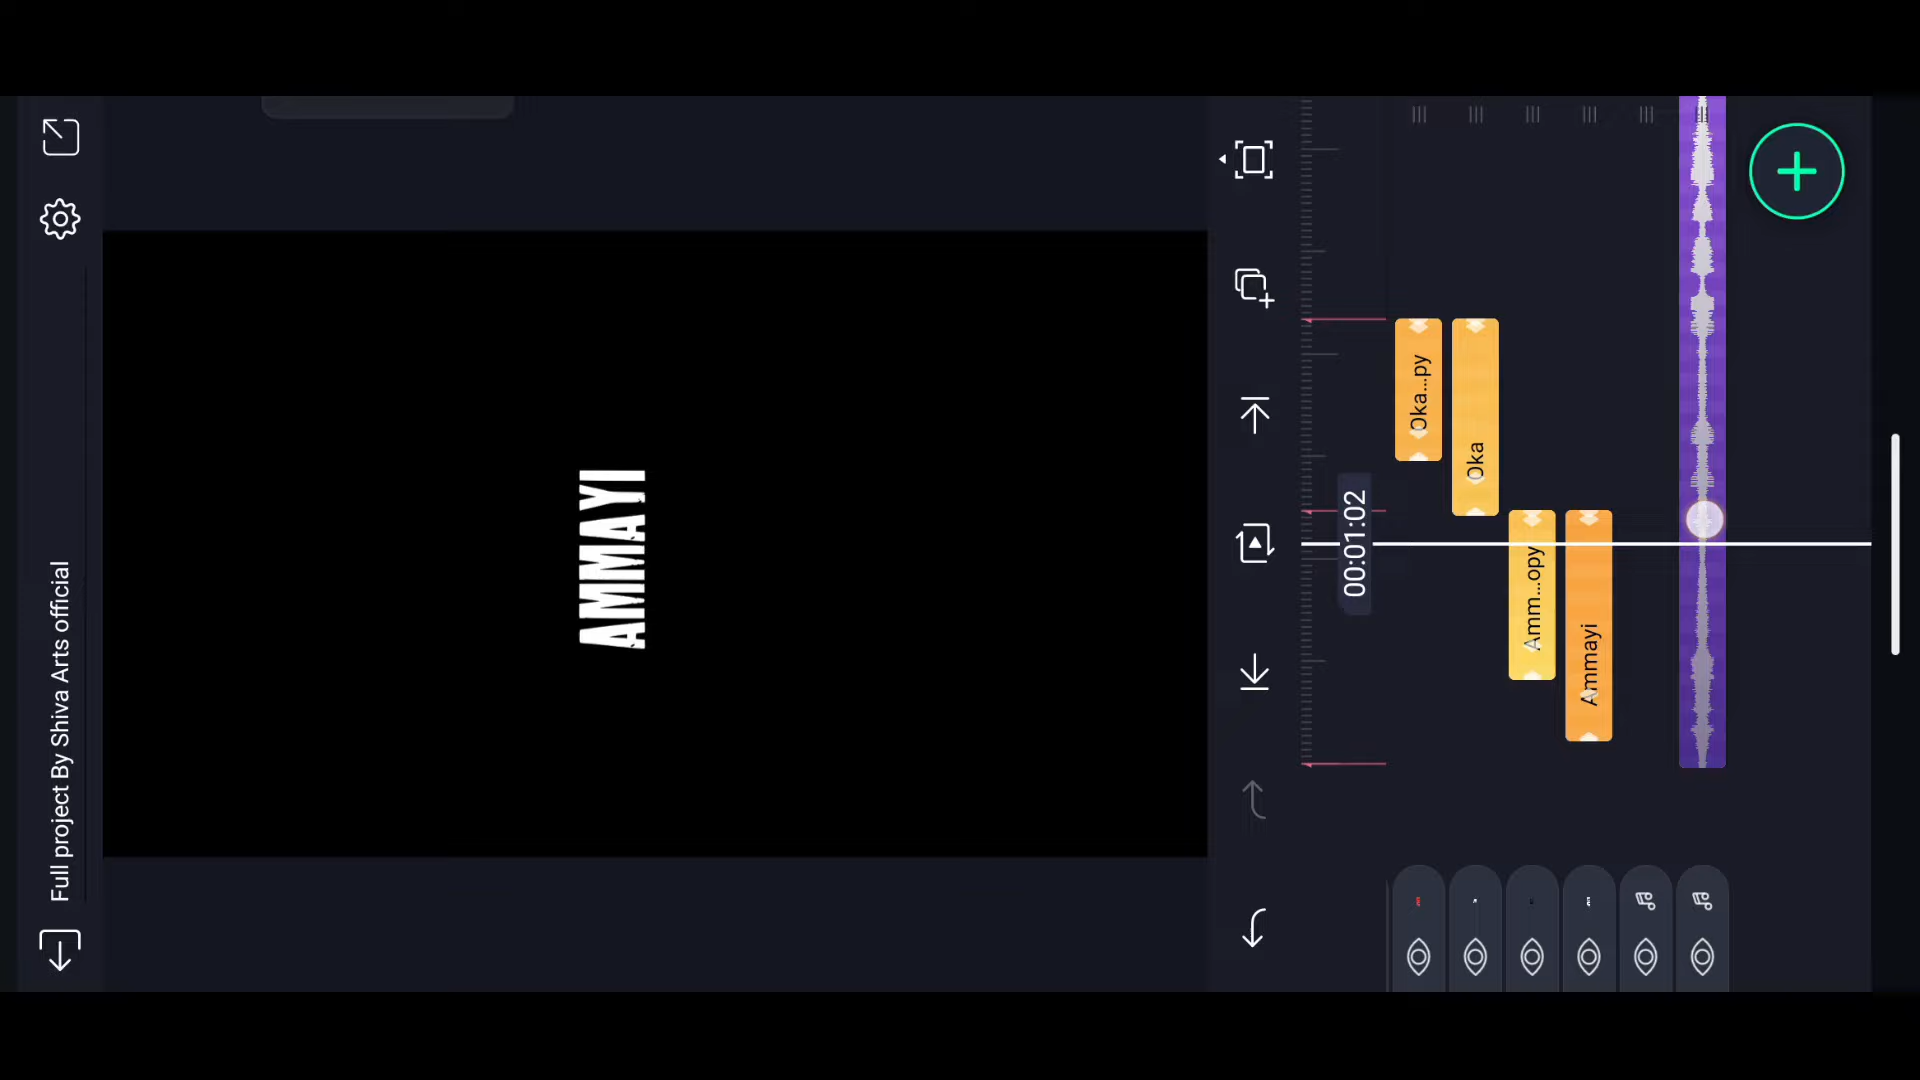 Full project By Shiva Arts official
AMMAYI
00:01:02
Oka...py
Oka
Amm...opy
Ammayi